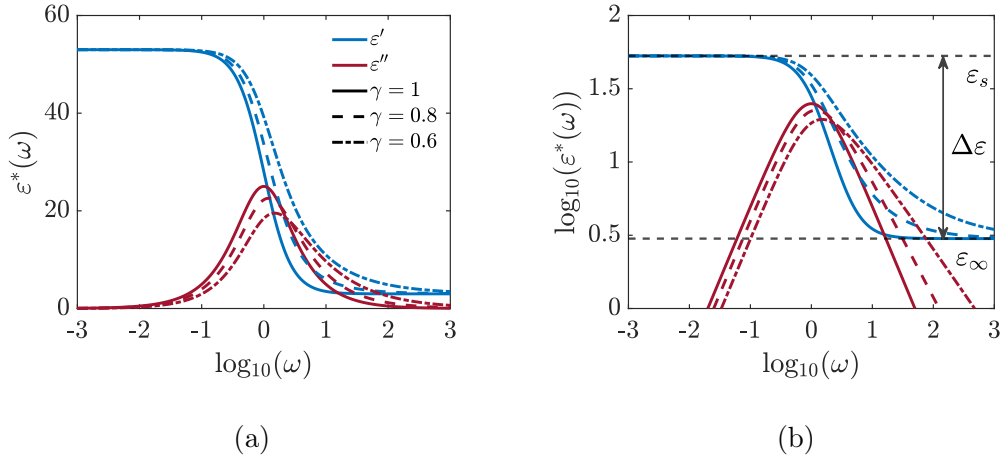 60
40
20
0
-3 -2 -1 0 1 2 3
ε*(ω)
log10(ω)
ε′
ε″
γ = 1
γ = 0.8
γ = 0.6
(a)
2
1.5
1
0.5
0
-3 -2 -1 0 1 2 3
log10(ε*(ω))
log10(ω)
εs
Δε
ε∞
(b)